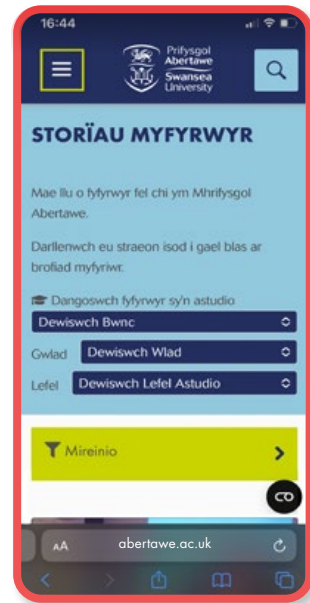 16:44
Prifysgol
Abertawe
Swansea
University
STORÏAU MYFYRWYR
Mae llu o fyfyrwyr fel chi ym Mhrifysgol
Abertawe.
Darllenwch eu straeon isod i gael blas ar
brofiad myfyriwr.
Dangoswch fyfyrwyr sy'n astudio
Dewiswch Bwnc
Gwlad Dewiswch Wlad
Lefel Dewiswch Lefel Astudio
Mireinio
AA abertawe.ac.uk